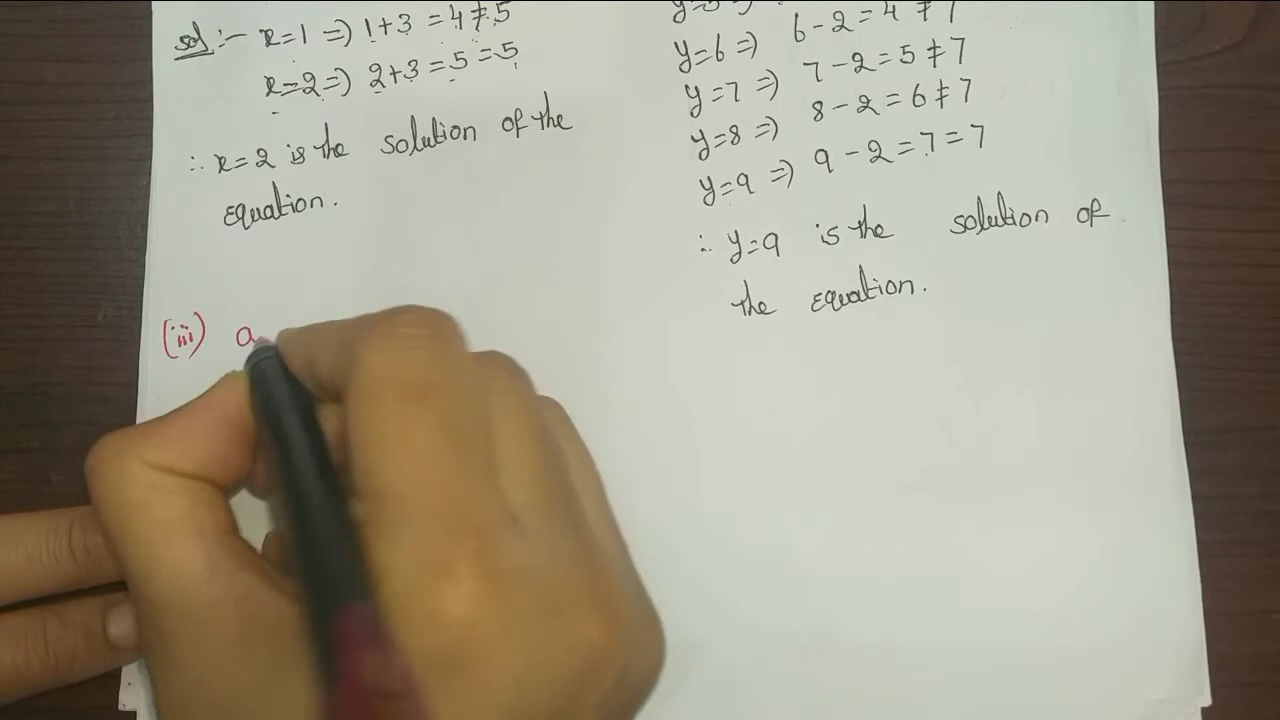 sol :- x=1 => 1+3 = 4 ≠ 5
x=2 => 2+3 = 5 = 5
∴ x=2 is the solution of the
equation.
(iii) a
y=6 => 6-2 = 4 ≠ 7
y=7 => 7-2 = 5 ≠ 7
y=8 => 8-2 = 6 ≠ 7
y=9 => 9-2 = 7 = 7
∴ y=9 is the solution of
the equation.